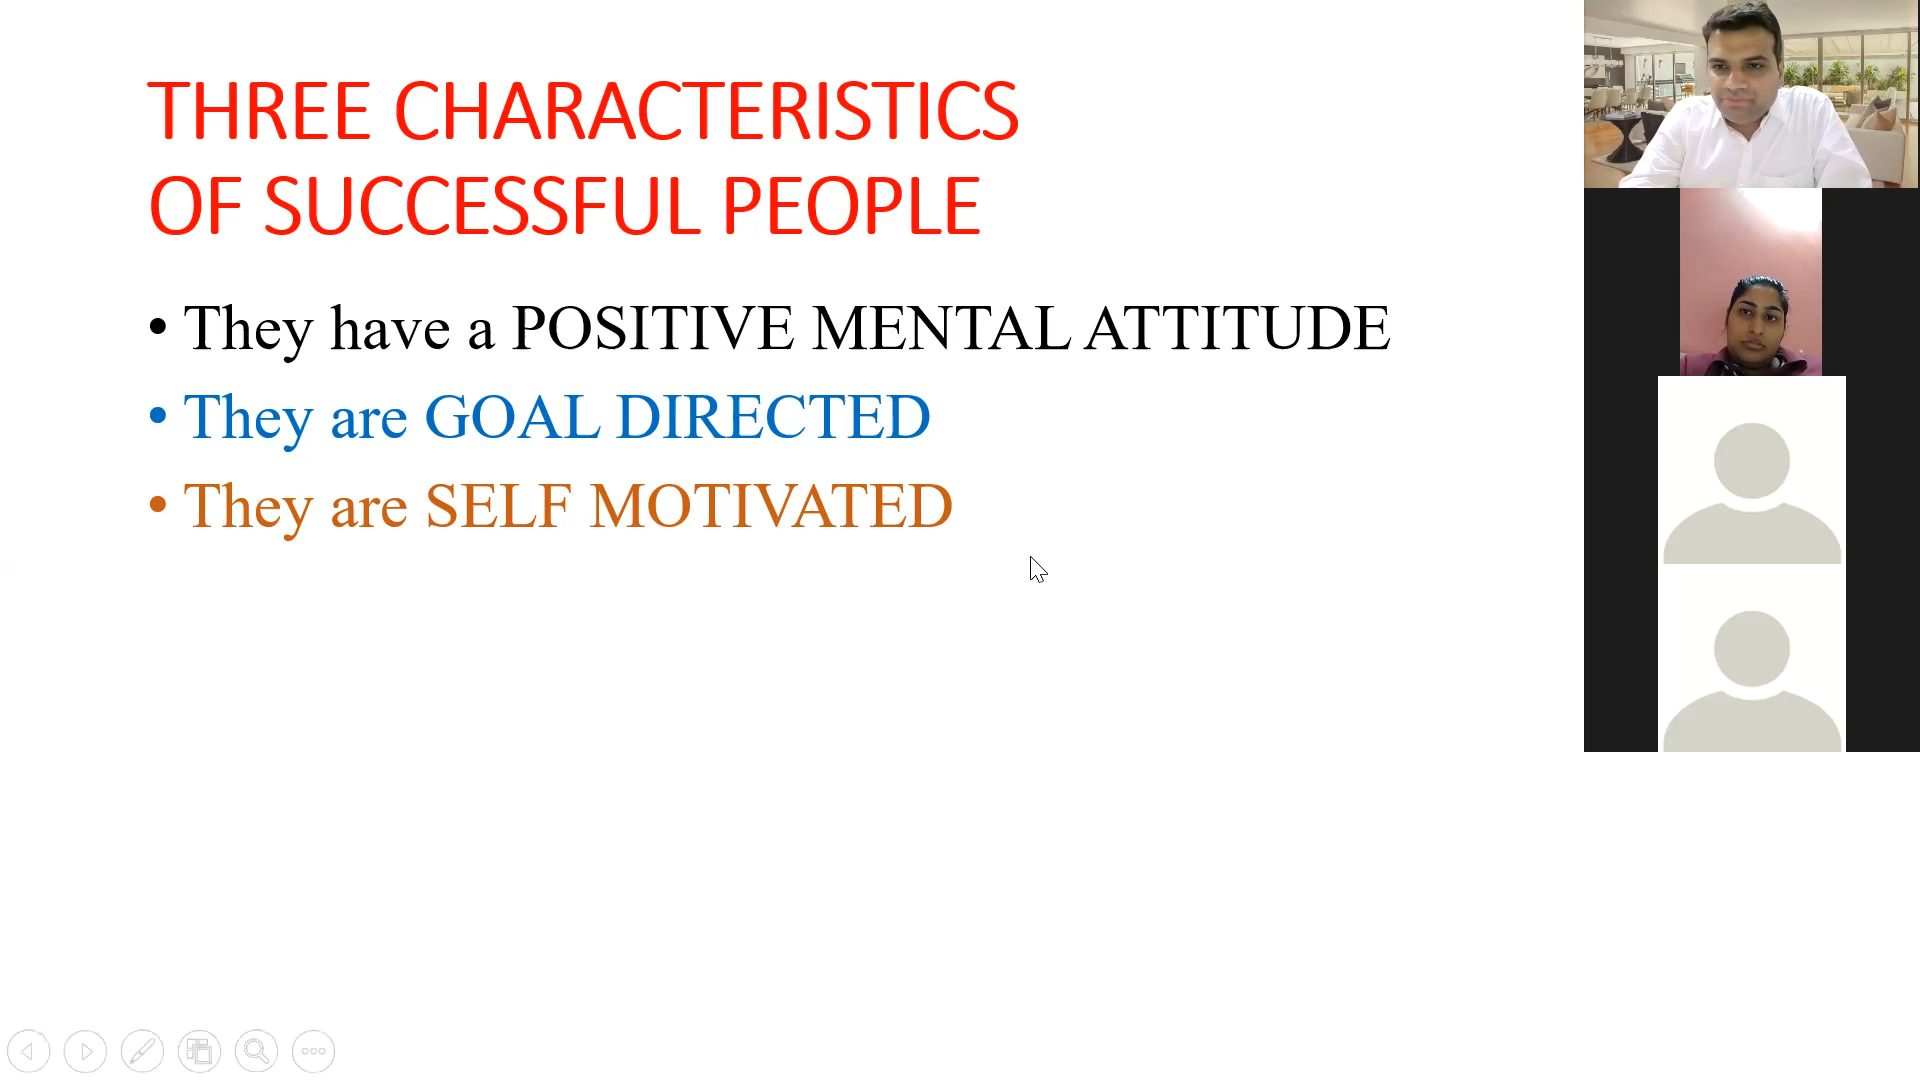 THREE CHARACTERISTICS
OF SUCCESSFUL PEOPLE
• They have a POSITIVE MENTAL ATTITUDE
• They are GOAL DIRECTED
• They are SELF MOTIVATED